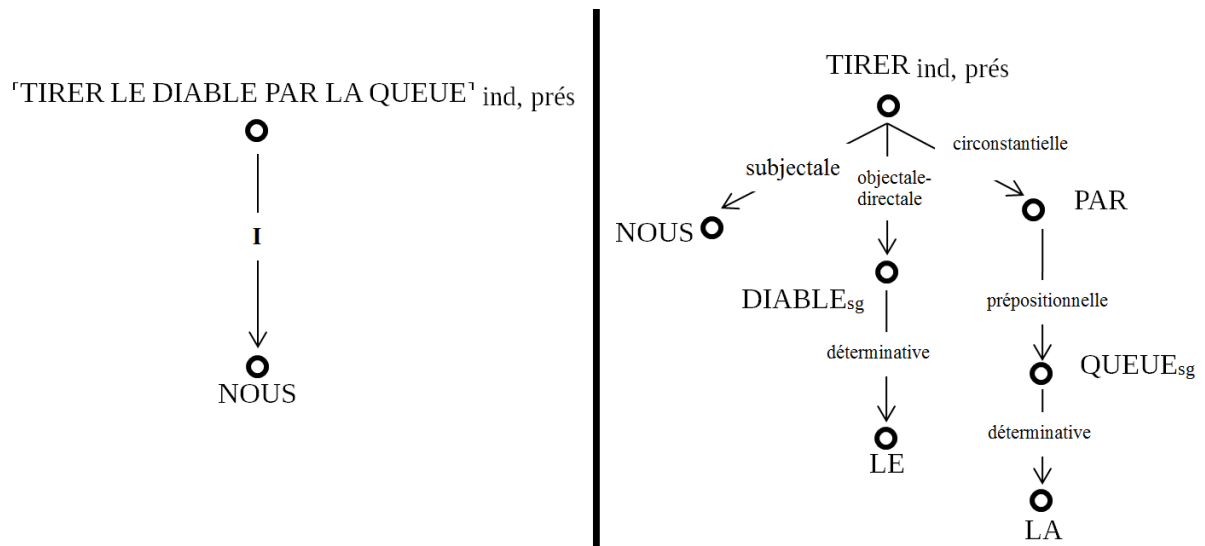 ⌜TIRER LE DIABLE PAR LA QUEUE⌝ ind, prés
I
NOUS
TIRER ind, prés
circonstantielle
subjectale
objectale-
directale
PAR
NOUS
DIABLEsg
prépositionnelle
déterminative
QUEUEsg
déterminative
LE
LA